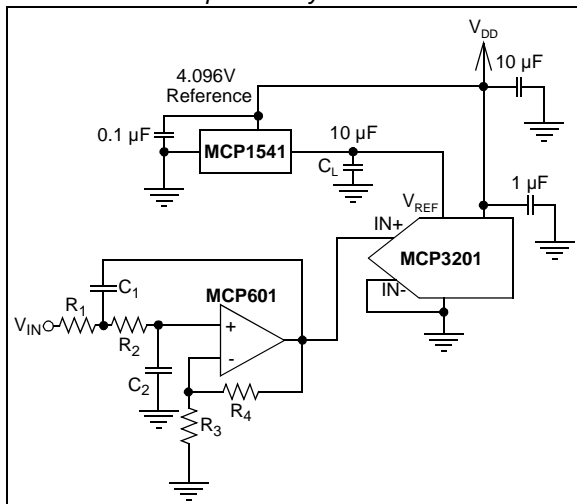 V_DD
10 µF
4.096V
Reference
0.1 µF
MCP1541
10 µF
C_L
1 µF
V_REF
IN+
MCP3201
IN-
C_1
MCP601
V_IN
R_1
R_2
+
-
C_2
R_4
R_3